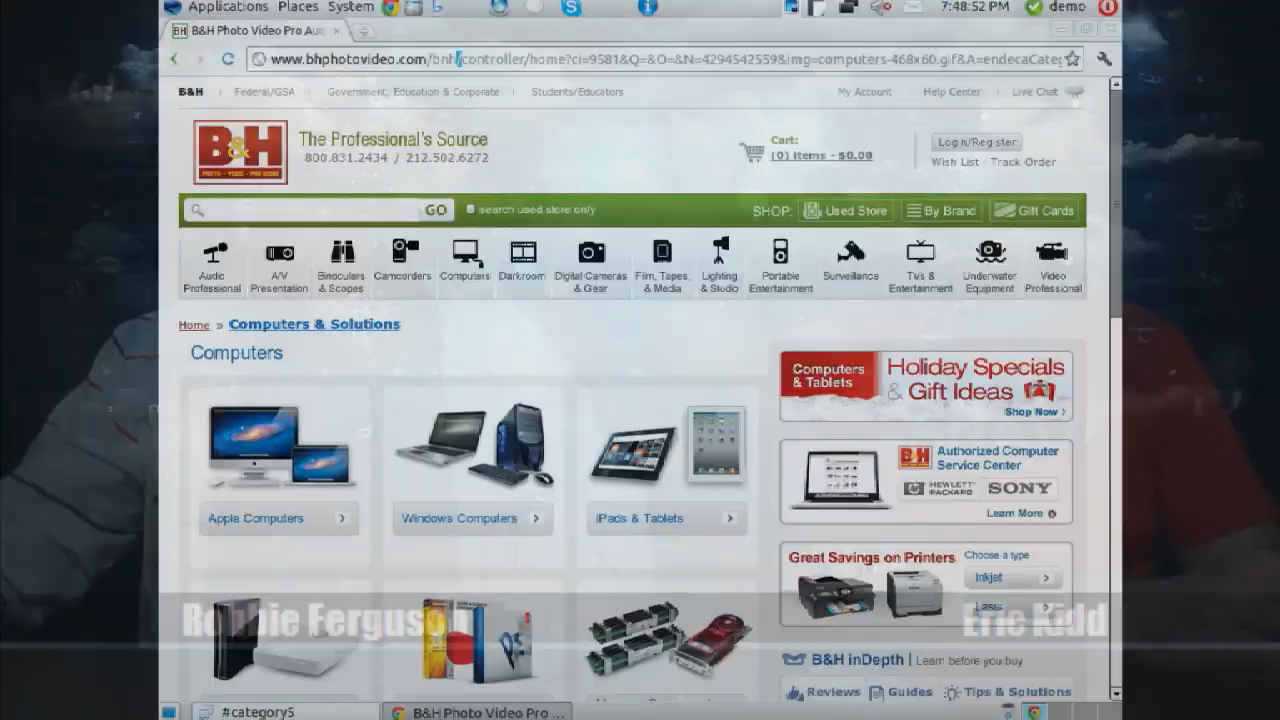 Applications Places System
7:48:52 PM demo
B&H Photo Video Pro Au
www.bhphotovideo.com/bnh/controller/home?ci=9581&Q=&O=&N=4294542559&img=computers-468x60.gif&A=endecaCate
B&H Federal/GSA Government, Education & Corporate Students/Educators My Account Help Center Live Chat
B&H
PHOTO - VIDEO - PRO AUDIO
The Professional's Source
800.831.2434 / 212.502.6272
Cart:
(0) Items - $0.00
Login/Register
Wish List Track Order
GO search used store only SHOP: Used Store By Brand Gift Cards
Audio Professional
A/V Presentation
Binoculars & Scopes
Camcorders
Computers
Darkroom
Digital Cameras & Gear
Film, Tapes, & Media
Lighting & Studio
Portable Entertainment
Surveillance
TVs & Entertainment
Underwater Equipment
Video Professional
Home » Computers & Solutions
Computers
Apple Computers
Windows Computers
iPads & Tablets
Computers & Tablets
Holiday Specials & Gift Ideas
Shop Now
B&H Authorized Computer Service Center
HEWLETT PACKARD SONY
Learn More
Great Savings on Printers
Choose a type
Inkjet
Laser
Robbie Ferguson
Eric Kidd
B&H inDepth | Learn before you buy
Reviews Guides Tips & Solutions
#category5
B&H Photo Video Pro ...